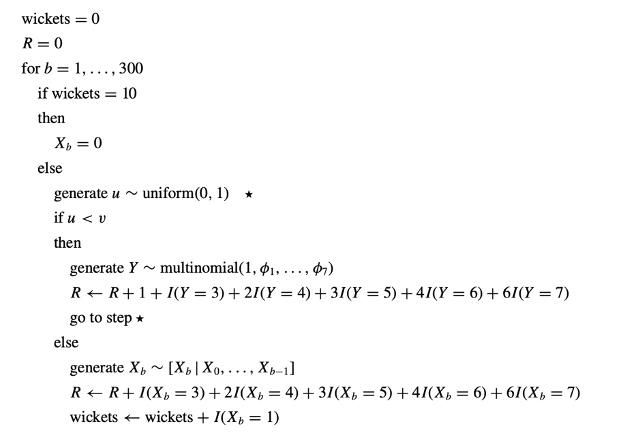 wickets = 0
R = 0
for b = 1, . . . , 300
if wickets = 10
then
X_b = 0
else
generate u ∼ uniform(0, 1) ⋆
if u < v
then
generate Y ∼ multinomial(1, ϕ_1, . . . , ϕ_7)
R ← R + 1 + I(Y = 3) + 2I(Y = 4) + 3I(Y = 5) + 4I(Y = 6) + 6I(Y = 7)
go to step ⋆
else
generate X_b ∼ [X_b | X_0, . . . , X_{b−1}]
R ← R + I(X_b = 3) + 2I(X_b = 4) + 3I(X_b = 5) + 4I(X_b = 6) + 6I(X_b = 7)
wickets ← wickets + I(X_b = 1)